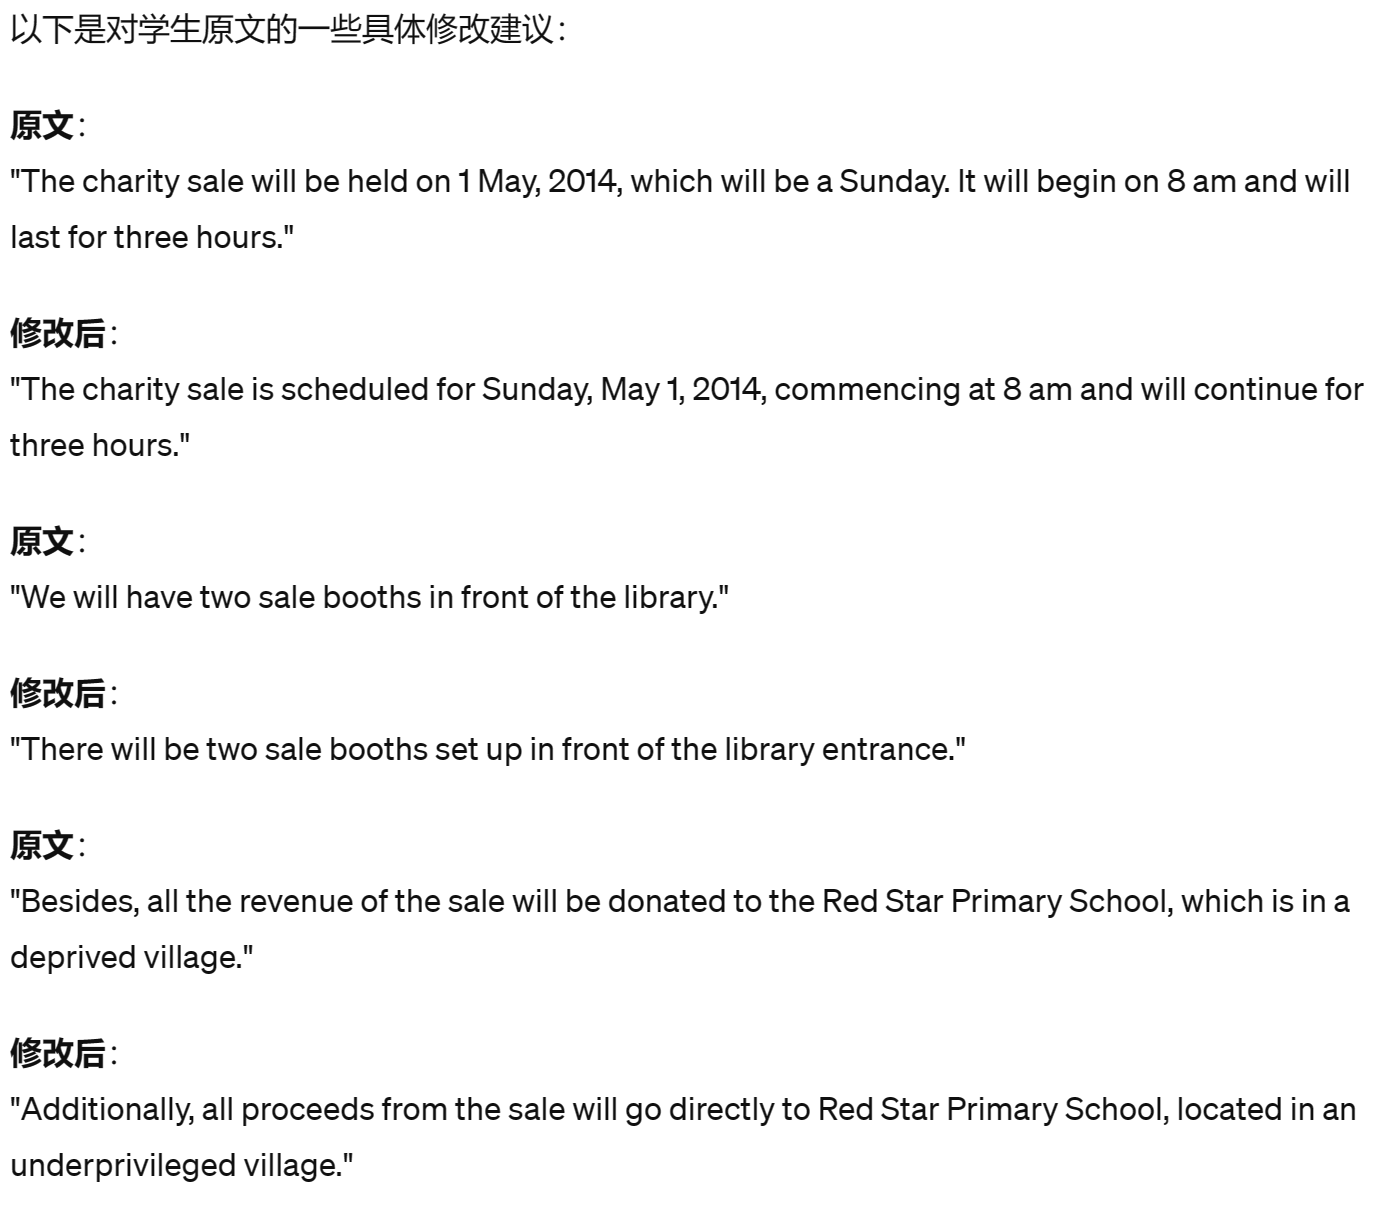 以下是对学生原文的一些具体修改建议：
原文：
"The charity sale will be held on 1 May, 2014, which will be a Sunday. It will begin on 8 am and will
last for three hours."
修改后：
"The charity sale is scheduled for Sunday, May 1, 2014, commencing at 8 am and will continue for
three hours."
原文：
"We will have two sale booths in front of the library."
修改后：
"There will be two sale booths set up in front of the library entrance."
原文：
"Besides, all the revenue of the sale will be donated to the Red Star Primary School, which is in a
deprived village."
修改后：
"Additionally, all proceeds from the sale will go directly to Red Star Primary School, located in an
underprivileged village."